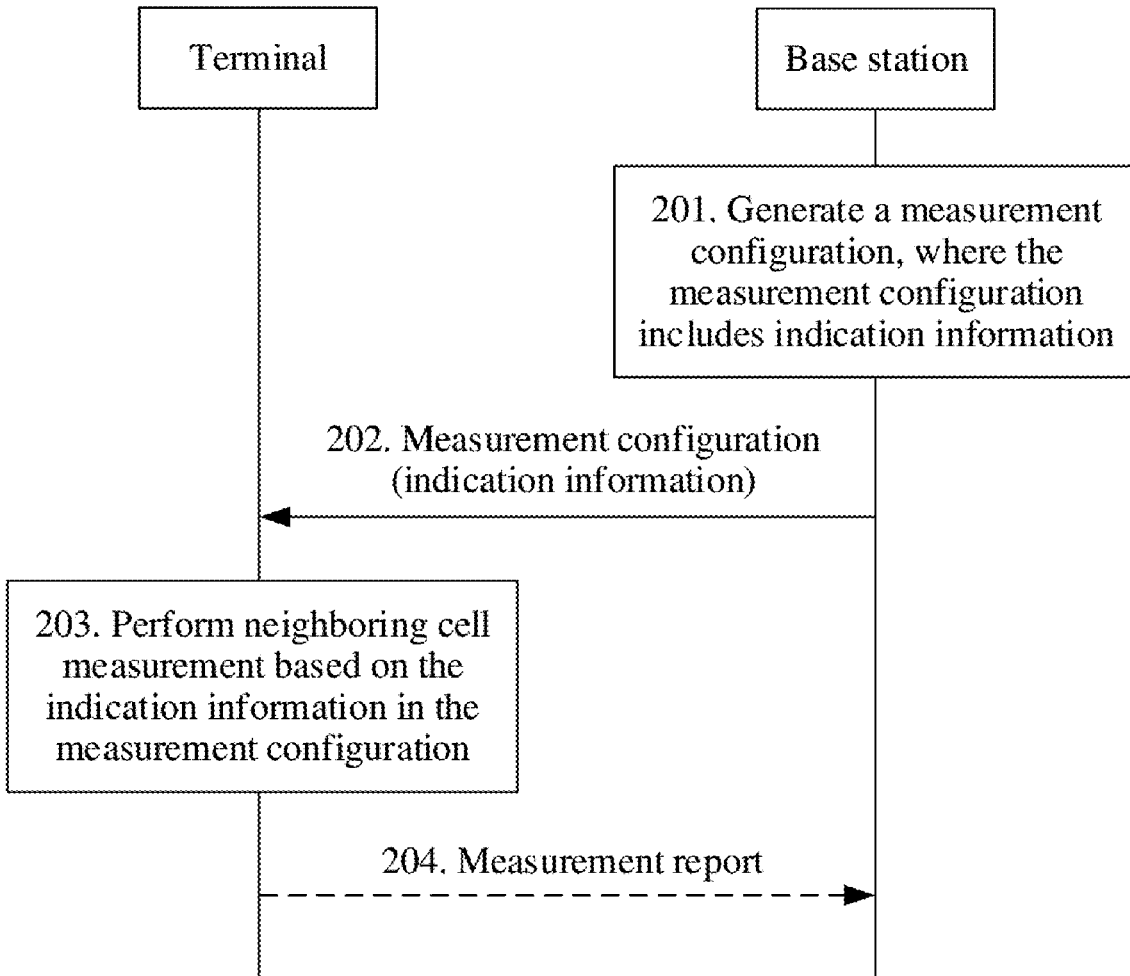 Terminal
Base station
201. Generate a measurement
configuration, where the
measurement configuration
includes indication information
202. Measurement configuration
(indication information)
203. Perform neighboring cell
measurement based on the
indication information in the
measurement configuration
204. Measurement report